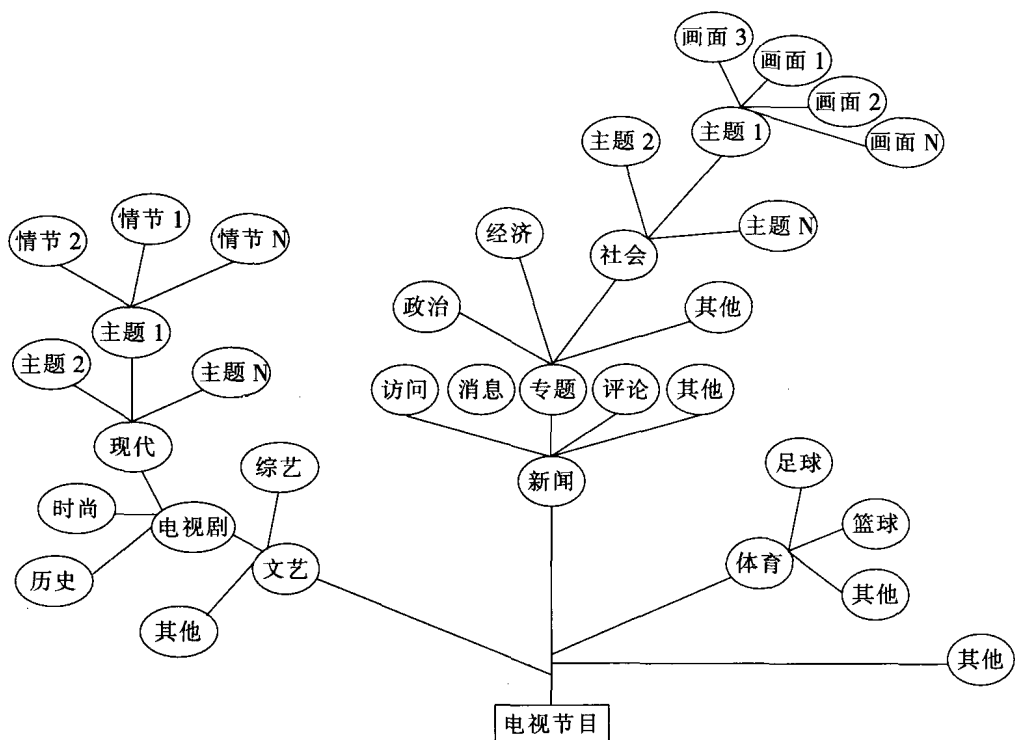 画面 3
画面 1
画面 2
画面 N
主题 1
主题 2
主题 N
社会
经济
政治
其他
情节 1
情节 2
情节 N
主题 1
主题 2
主题 N
访问
消息
专题
评论
其他
现代
新闻
综艺
足球
时尚
电视剧
篮球
历史
文艺
体育
其他
其他
其他
电视节目